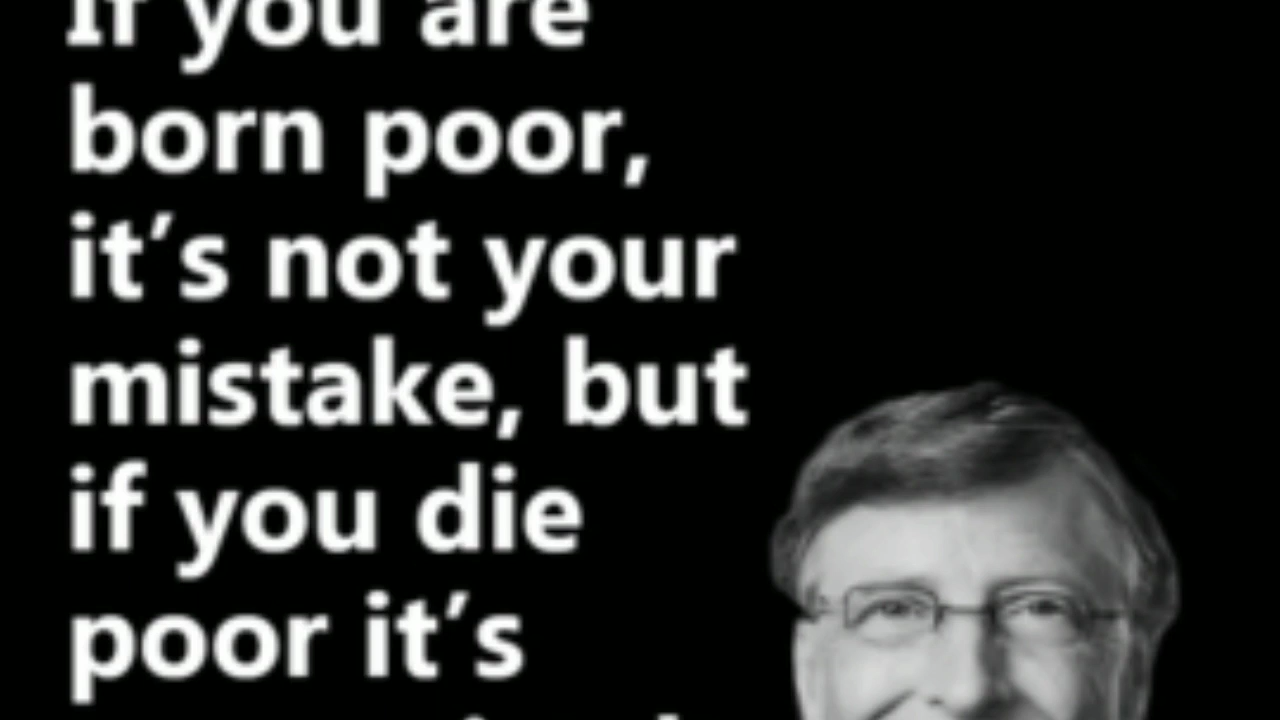 If you are
born poor,
it's not your
mistake, but
if you die
poor it's